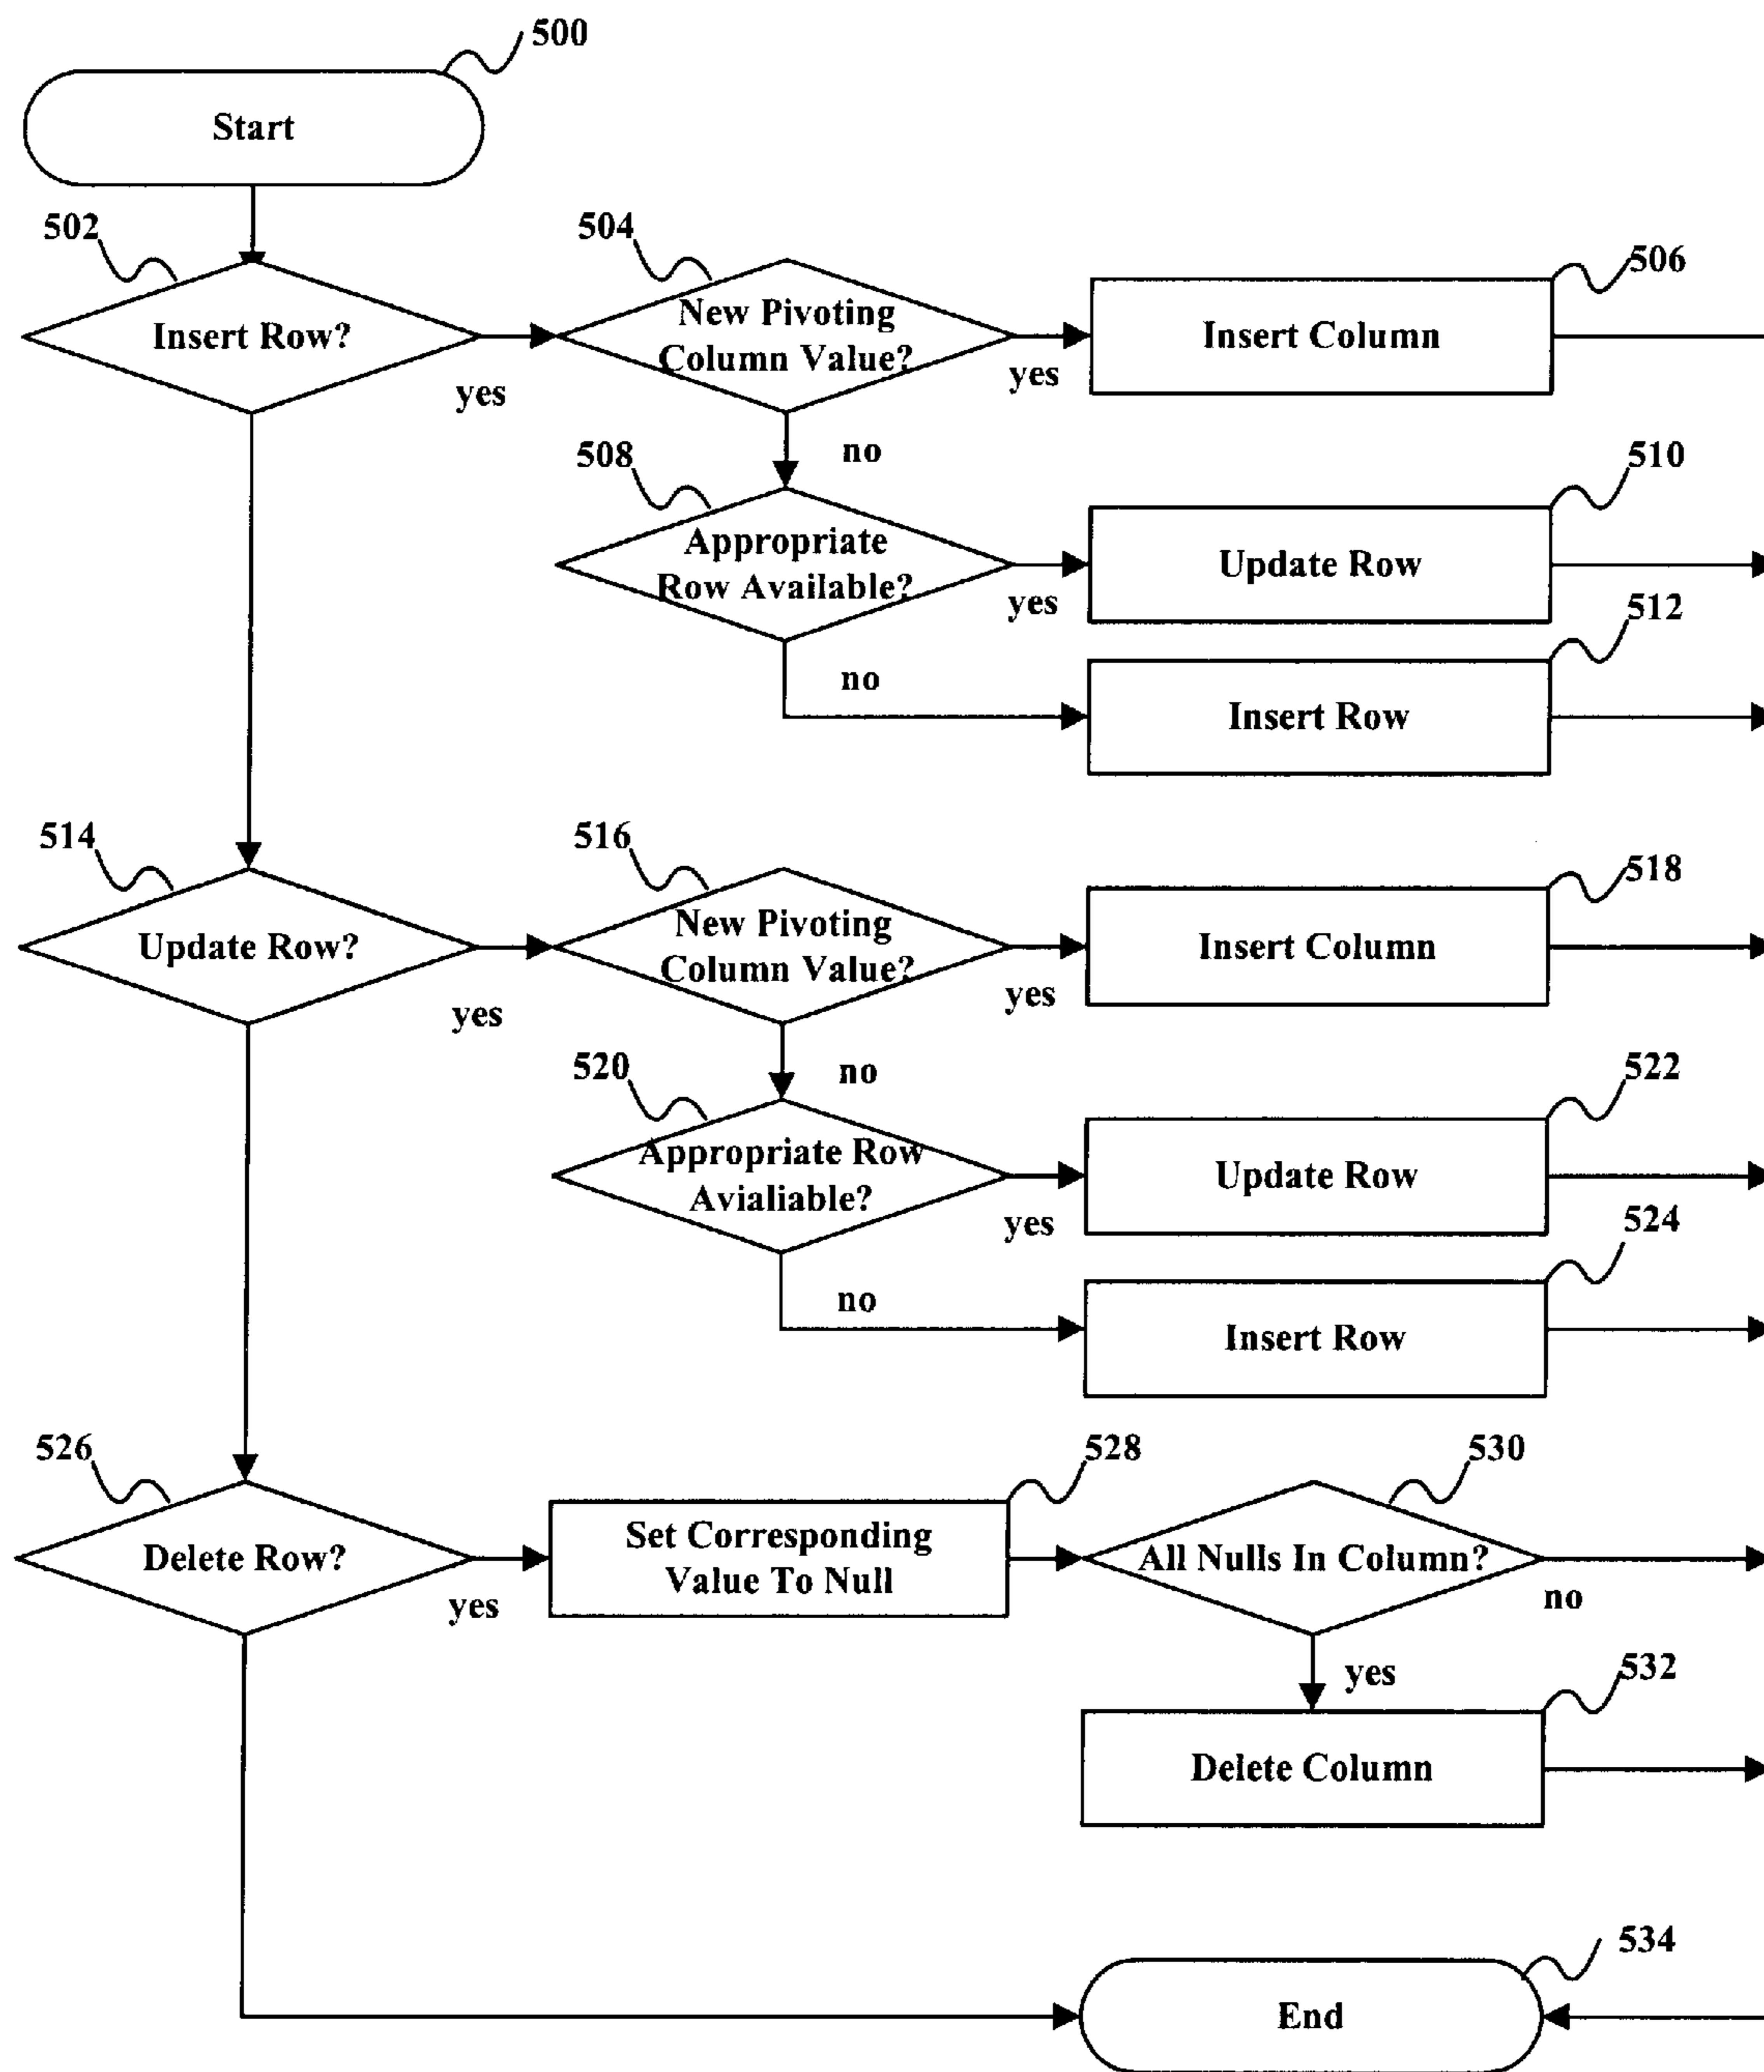 500
Start
502
504
506
Insert Row?
New Pivoting
Column Value?
Insert Column
yes
yes
no
508
510
Appropriate
Row Available?
Update Row
yes
512
no
Insert Row
514
516
518
Update Row?
New Pivoting
Column Value?
Insert Column
yes
yes
no
520
522
Appropriate Row
Avialiable?
Update Row
yes
524
no
Insert Row
526
528
530
Delete Row?
Set Corresponding
Value To Null
All Nulls In Column?
yes
no
yes
532
Delete Column
534
End